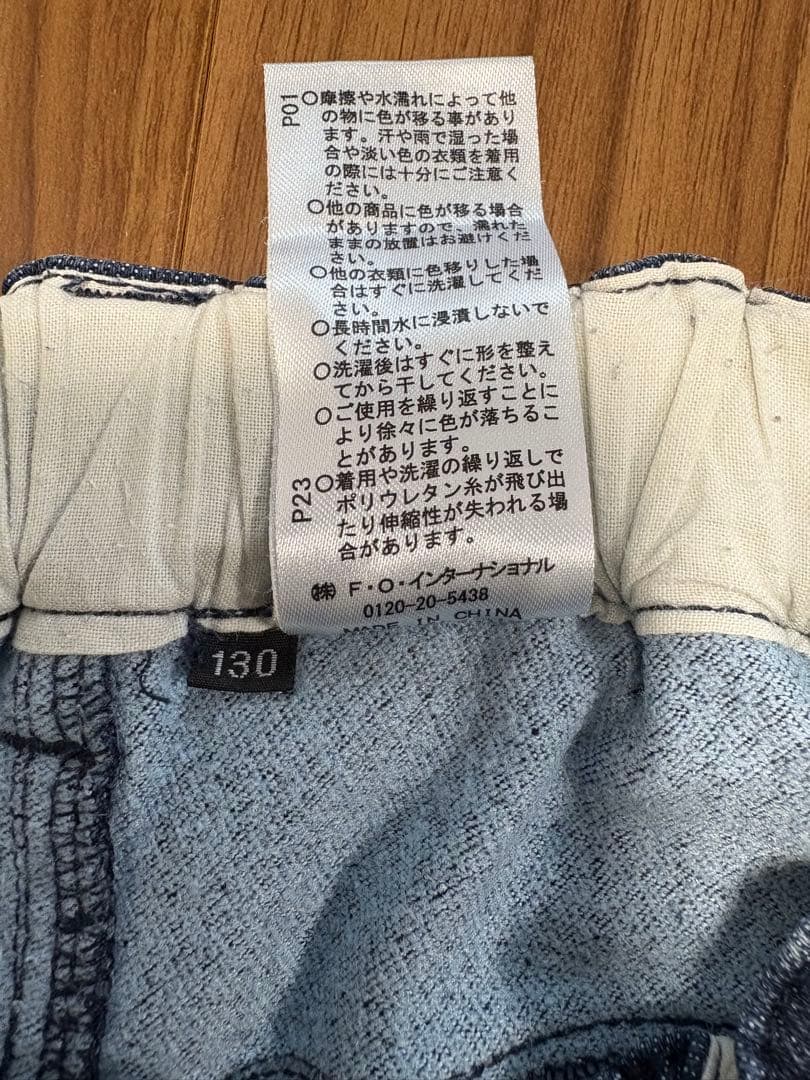 P01
○摩擦や水濡れによって他
の物に色が移る事があり
ます。汗や雨で湿った場
合や淡い色の衣類を着用
の際には十分にご注意く
ださい。
○他の商品に色が移る場合
がありますので、濡れた
ままの放置はお避けくだ
さい。
○他の衣類に色移りした場
合はすぐに洗濯してくだ
さい。
○長時間水に浸漬しないで
ください。
○洗濯後はすぐに形を整え
てから干してください。
○ご使用を繰り返すことに
より徐々に色が落ちるこ
とがあります。
P23
○着用や洗濯の繰り返しで
ポリウレタン糸が飛び出
たり伸縮性が失われる場
合があります。
㈱ F・O・インターナショナル
0120-20-5438
MADE IN CHINA
130